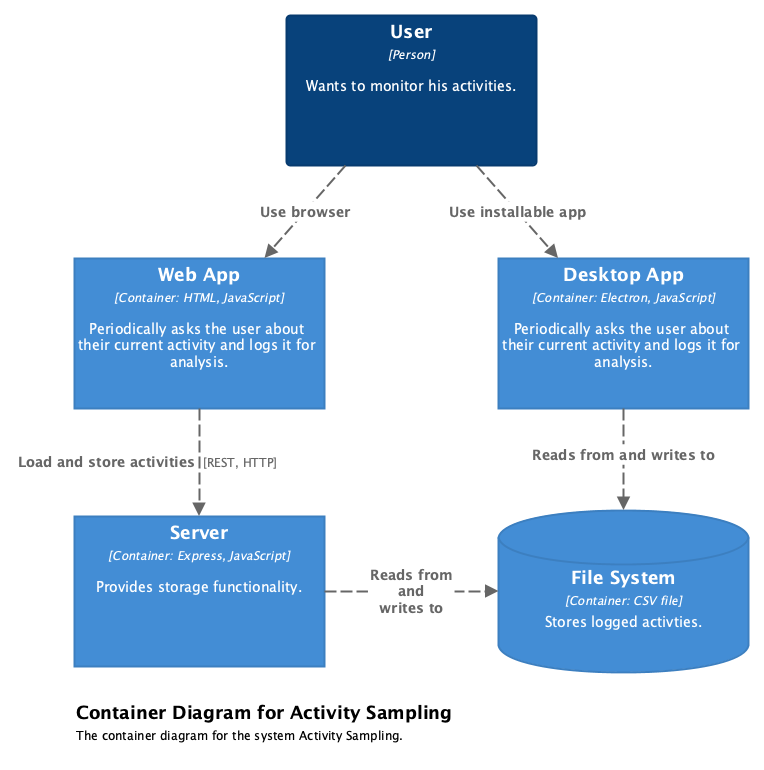 User
[Person]
Wants to monitor his activities.
Use browser
Use installable app
Web App
[Container: HTML, JavaScript]
Periodically asks the user about
their current activity and logs it for
analysis.
Desktop App
[Container: Electron, JavaScript]
Periodically asks the user about
their current activity and logs it for
analysis.
Load and store activities [REST, HTTP]
Reads from and writes to
Server
[Container: Express, JavaScript]
Provides storage functionality.
Reads from
and
writes to
File System
[Container: CSV file]
Stores logged activties.
Container Diagram for Activity Sampling
The container diagram for the system Activity Sampling.